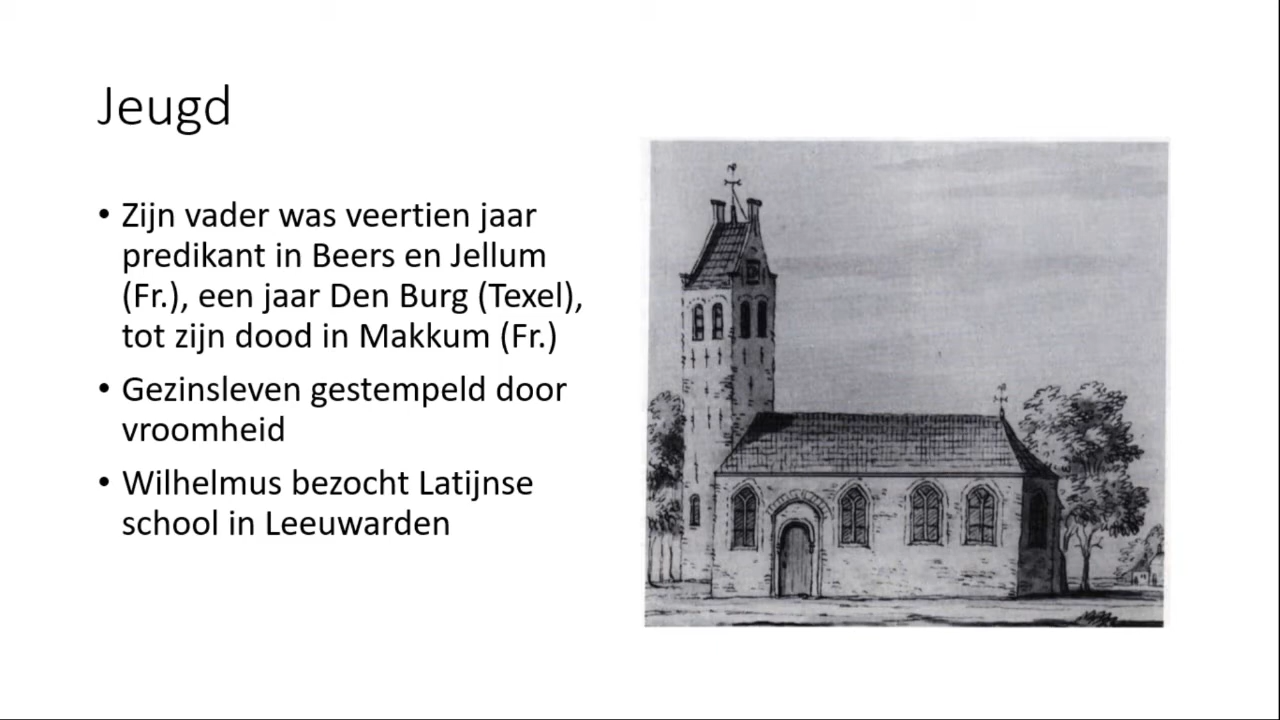 Jeugd
• Zijn vader was veertien jaar
predikant in Beers en Jellum
(Fr.), een jaar Den Burg (Texel),
tot zijn dood in Makkum (Fr.)
• Gezinsleven gestempeld door
vroomheid
• Wilhelmus bezocht Latijnse
school in Leeuwarden